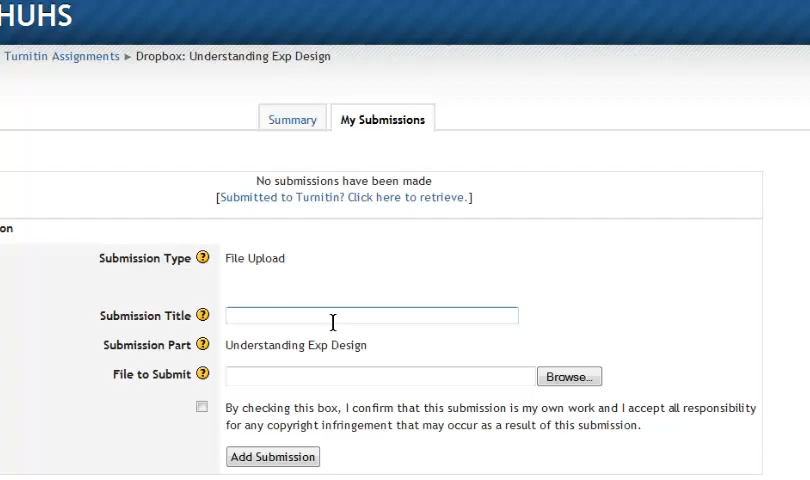 HUHS
Turnitin Assignments ► Dropbox: Understanding Exp Design
Summary My Submissions
No submissions have been made
[Submitted to Turnitin? Click here to retrieve.]
on
Submission Type ? File Upload
Submission Title ?
Submission Part ? Understanding Exp Design
File to Submit ? Browse...
By checking this box, I confirm that this submission is my own work and I accept all responsibility
for any copyright infringement that may occur as a result of this submission.
Add Submission